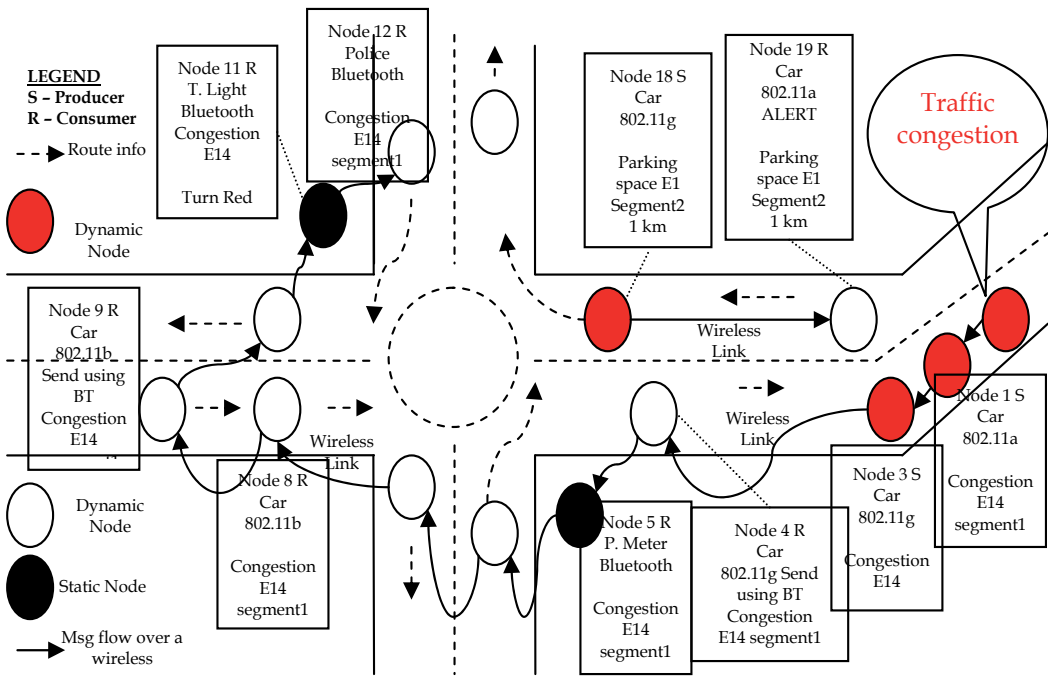 LEGEND
S – Producer
R – Consumer
Route info
Dynamic
Node
Node 11 R
T. Light
Bluetooth
Congestion
E14
Turn Red
Node 12 R
Police
Bluetooth
Congestion
E14
segment1
Node 18 S
Car
802.11g
Parking
space E1
Segment2
1 km
Node 19 R
Car
802.11a
ALERT
Parking
space E1
Segment2
1 km
Traffic
congestion
Node 9 R
Car
802.11b
Send using
BT
Congestion
E14
Wireless
Link
Wireless
Link
Wireless
Link
Node 1 S
Car
802.11a
Congestion
E14
segment1
Node 3 S
Car
802.11g
Congestion
E14
Node 4 R
Car
802.11g Send
using BT
Congestion
E14 segment1
Node 5 R
P. Meter
Bluetooth
Congestion
E14
segment1
Node 8 R
Car
802.11b
Congestion
E14
segment1
Dynamic
Node
Static Node
Msg flow over a
wireless